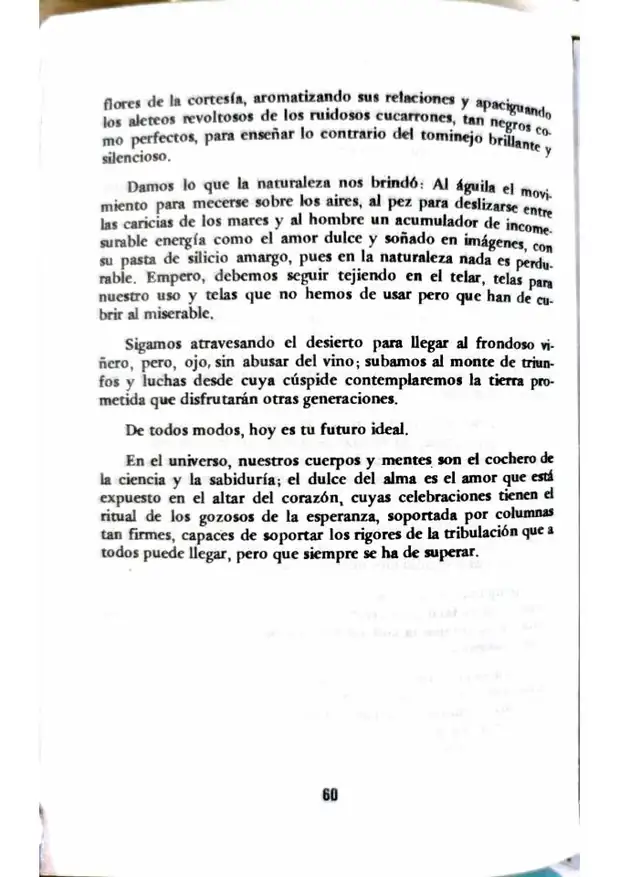 flores de la cortesía, aromatizando sus relaciones y apaciguando
los aleteos revoltosos de los ruidosos cucarrones, tan negros co-
mo perfectos, para enseñar lo contrario del tominejo brillante y
silencioso.
Damos lo que la naturaleza nos brindó: Al águila el movi-
miento para mecerse sobre los aires, al pez para deslizarse entre
las caricias de los mares y al hombre un acumulador de income-
surable energía como el amor dulce y soñado en imágenes, con
su pasta de silicio amargo, pues en la naturaleza nada es perdu-
rable. Empero, debemos seguir tejiendo en el telar, telas para
nuestro uso y telas que no hemos de usar pero que han de cu-
brir al miserable.
Sigamos atravesando el desierto para llegar al frondoso vi-
ñero, pero, ojo, sin abusar del vino; subamos al monte de triun-
fos y luchas desde cuya cúspide contemplaremos la tierra pro-
metida que disfrutarán otras generaciones.
De todos modos, hoy es tu futuro ideal.
En el universo, nuestros cuerpos y mentes son el cochero de
la ciencia y la sabiduría; el dulce del alma es el amor que está
expuesto en el altar del corazón, cuyas celebraciones tienen el
ritual de los gozosos de la esperanza, soportada por columnas
tan firmes, capaces de soportar los rigores de la tribulación que a
todos puede llegar, pero que siempre se ha de superar.
60